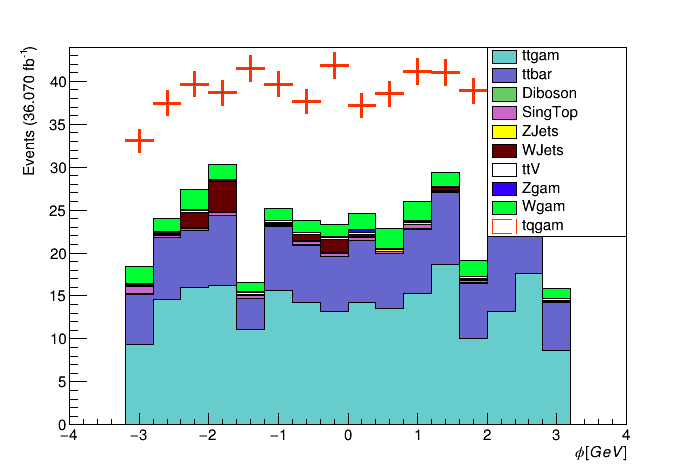 Events (36.070 fb⁻¹)
40
35
30
25
20
15
10
5
0
ttgam
ttbar
Diboson
SingTop
ZJets
WJets
ttV
Zgam
Wgam
tqgam
−4 −3 −2 −1 0 1 2 3 4
ϕ[GeV]